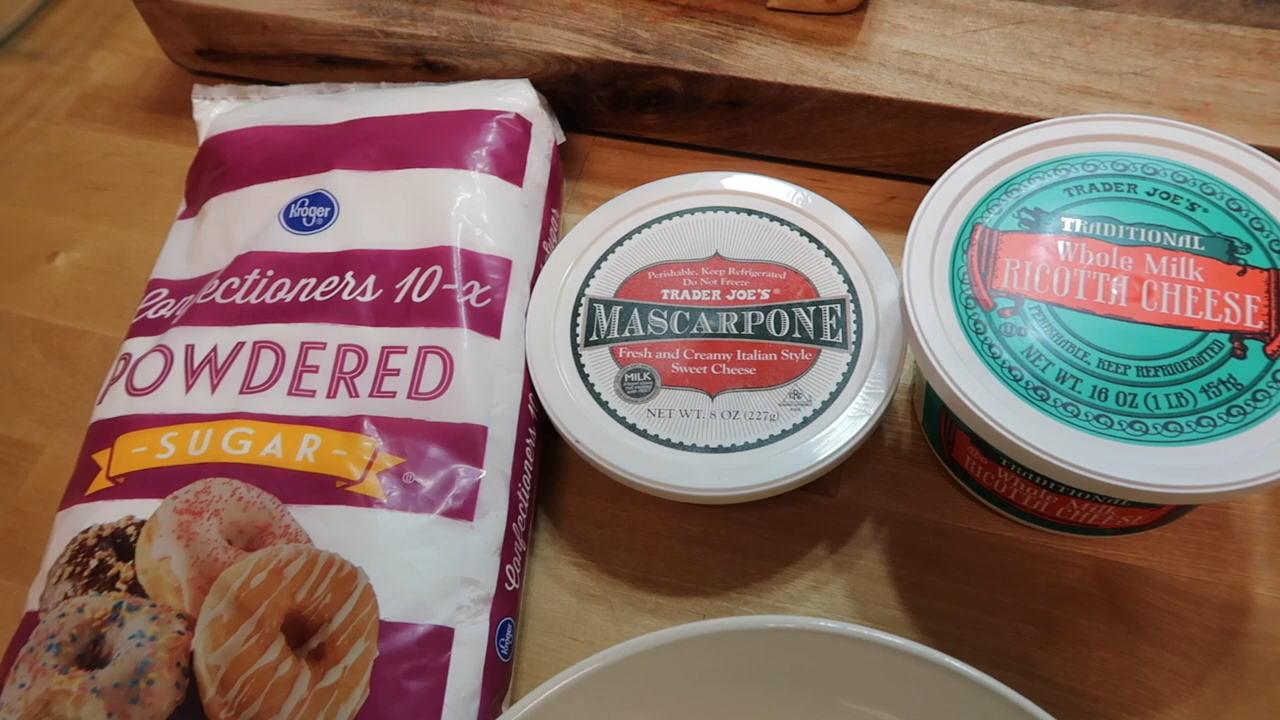 Kroger
Confectioners 10-x
POWDERED
-SUGAR-
Confectioners 10
Kroger
Perishable, Keep Refrigerated
Do Not Freeze
TRADER JOE'S®
MASCARPONE
Fresh and Creamy Italian Style
Sweet Cheese
MILK
NET WT. 8 OZ (227g)
TRADER JOE'S®
TRADITIONAL
Whole Milk
RICOTTA CHEESE
PERISHABLE, KEEP REFRIGERATED
NET WT. 16 OZ (1 LB) 454g
TRADITIONAL
Whole Milk
RICOTTA CHEESE